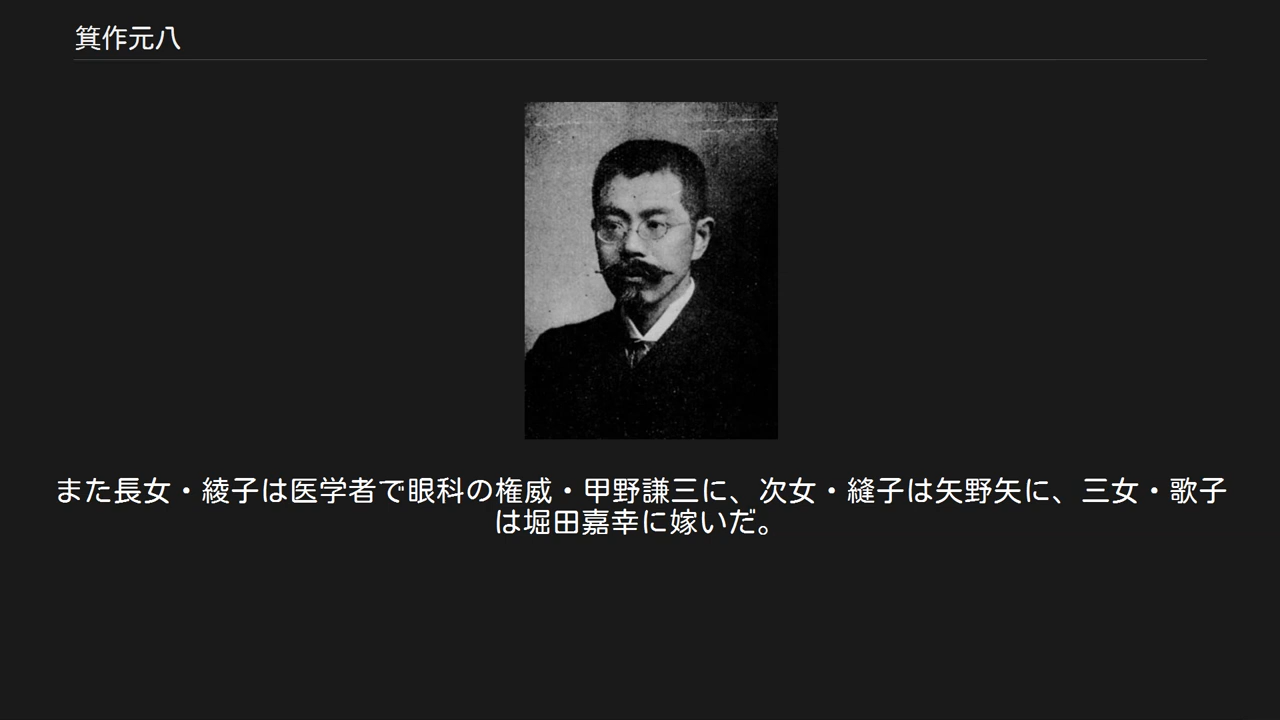 箕作元八
また長女・綾子は医学者で眼科の権威・甲野謙三に、次女・縫子は矢野矢に、三女・歌子
は堀田嘉幸に嫁いだ。